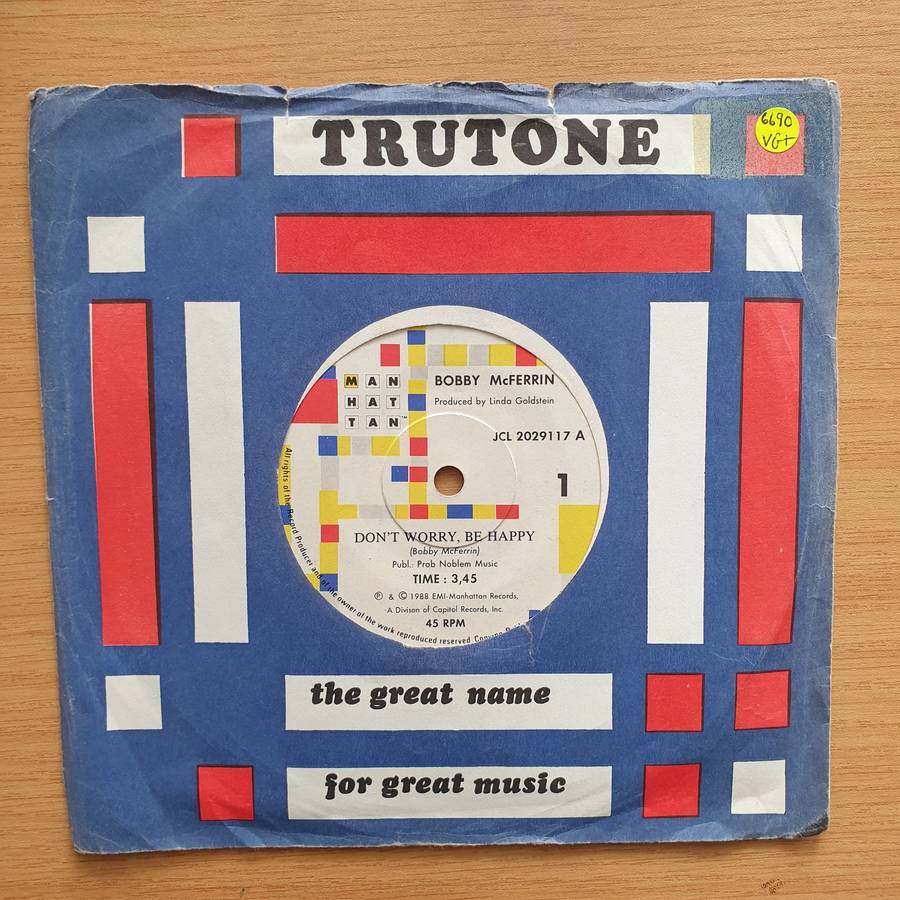 TRUTONE
6690
VG+
MAN
HAT
TAN™
BOBBY McFERRIN
Produced by Linda Goldstein
JCL 2029117 A
1
DON'T WORRY, BE HAPPY
(Bobby McFerrin)
Publ.: Prob Noblem Music
TIME : 3,45
℗ & © 1988 EMI-Manhattan Records,
A Divison of Capitol Records, Inc.
45 RPM
All rights of the Record Producer and of the owner of the work reproduced reserved
the great name
for great music